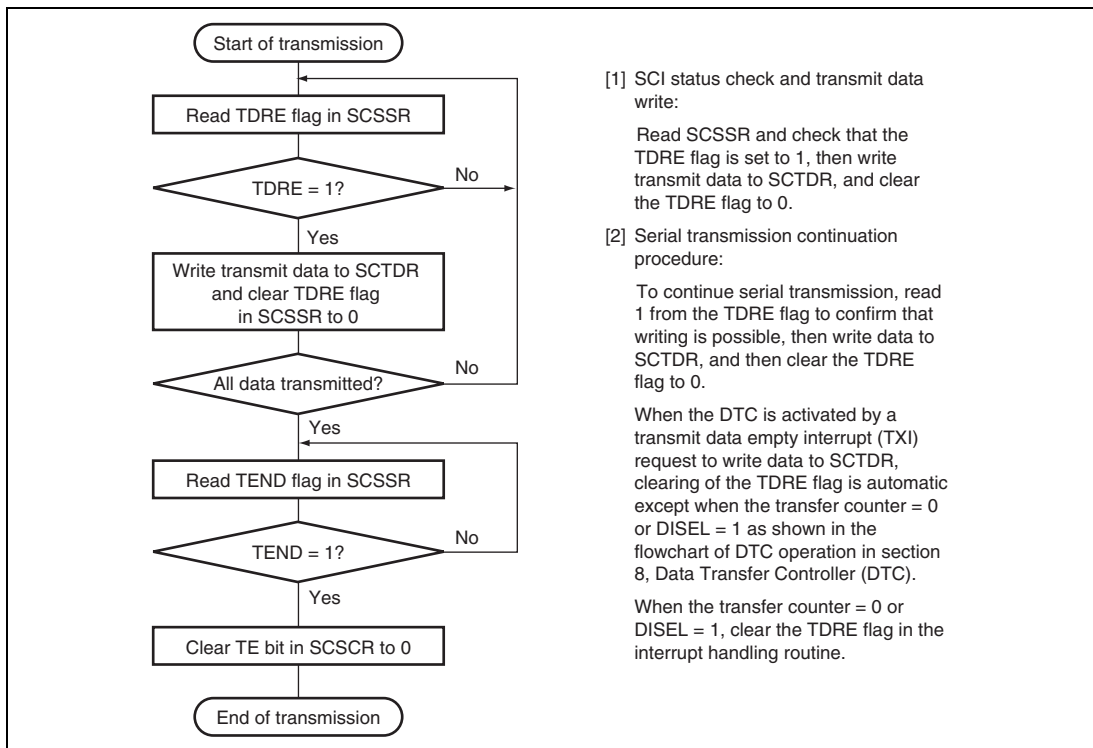 Start of transmission
Read TDRE flag in SCSSR
TDRE = 1?
No
Yes
Write transmit data to SCTDR
and clear TDRE flag
in SCSSR to 0
All data transmitted?
No
Yes
Read TEND flag in SCSSR
TEND = 1?
No
Yes
Clear TE bit in SCSCR to 0
End of transmission
[1] SCI status check and transmit data
write:
Read SCSSR and check that the
TDRE flag is set to 1, then write
transmit data to SCTDR, and clear
the TDRE flag to 0.
[2] Serial transmission continuation
procedure:
To continue serial transmission, read
1 from the TDRE flag to confirm that
writing is possible, then write data to
SCTDR, and then clear the TDRE
flag to 0.
When the DTC is activated by a
transmit data empty interrupt (TXI)
request to write data to SCTDR,
clearing of the TDRE flag is automatic
except when the transfer counter = 0
or DISEL = 1 as shown in the
flowchart of DTC operation in section
8, Data Transfer Controller (DTC).
When the transfer counter = 0 or
DISEL = 1, clear the TDRE flag in the
interrupt handling routine.